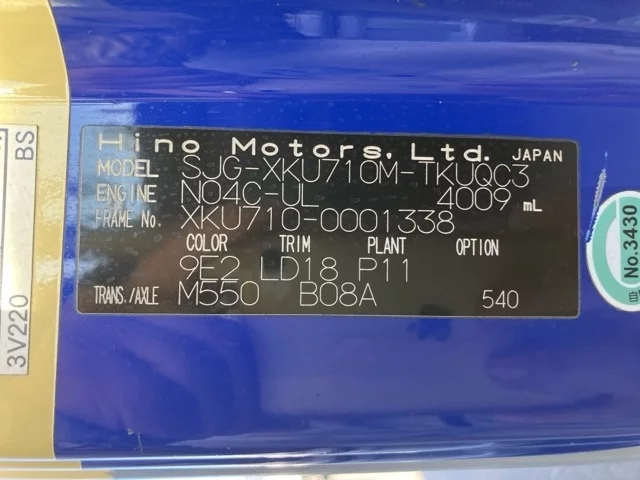 Hino Motors, Ltd. JAPAN
MODEL SJG-XKU710M-TKUQC3
ENGINE N04C-UL 4009 mL
FRAME No. XKU710-0001338
COLOR TRIM PLANT OPTION
9E2 LD18 P11
TRANS./AXLE M550 B08A 540
BS
3V220
No.3430